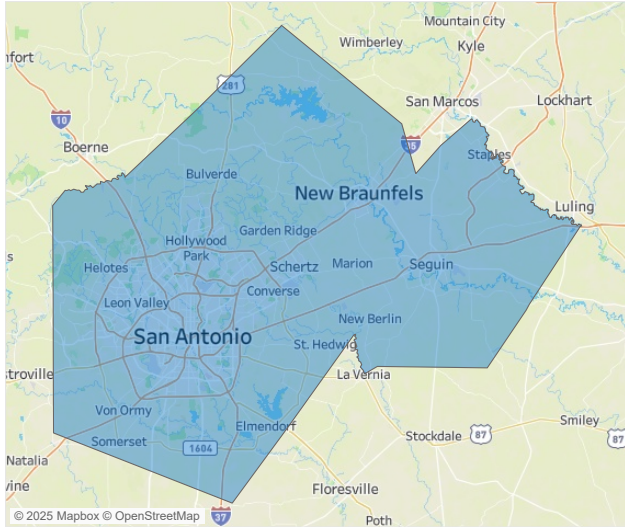 Mountain City
Wimberley
Kyle
nfort
281
San Marcos
Lockhart
10
35
Boerne
Staples
Bulverde
New Braunfels
Luling
Garden Ridge
Hollywood
Park
s
Helotes
Schertz
Marion
Seguin
Converse
Leon Valley
New Berlin
San Antonio
St. Hedwig
stroville
La Vernia
Von Ormy
Smiley
Elmendorf
Stockdale
87
87
Somerset
1604
Natalia
vine
Floresville
37
Poth
© 2025 Mapbox © OpenStreetMap